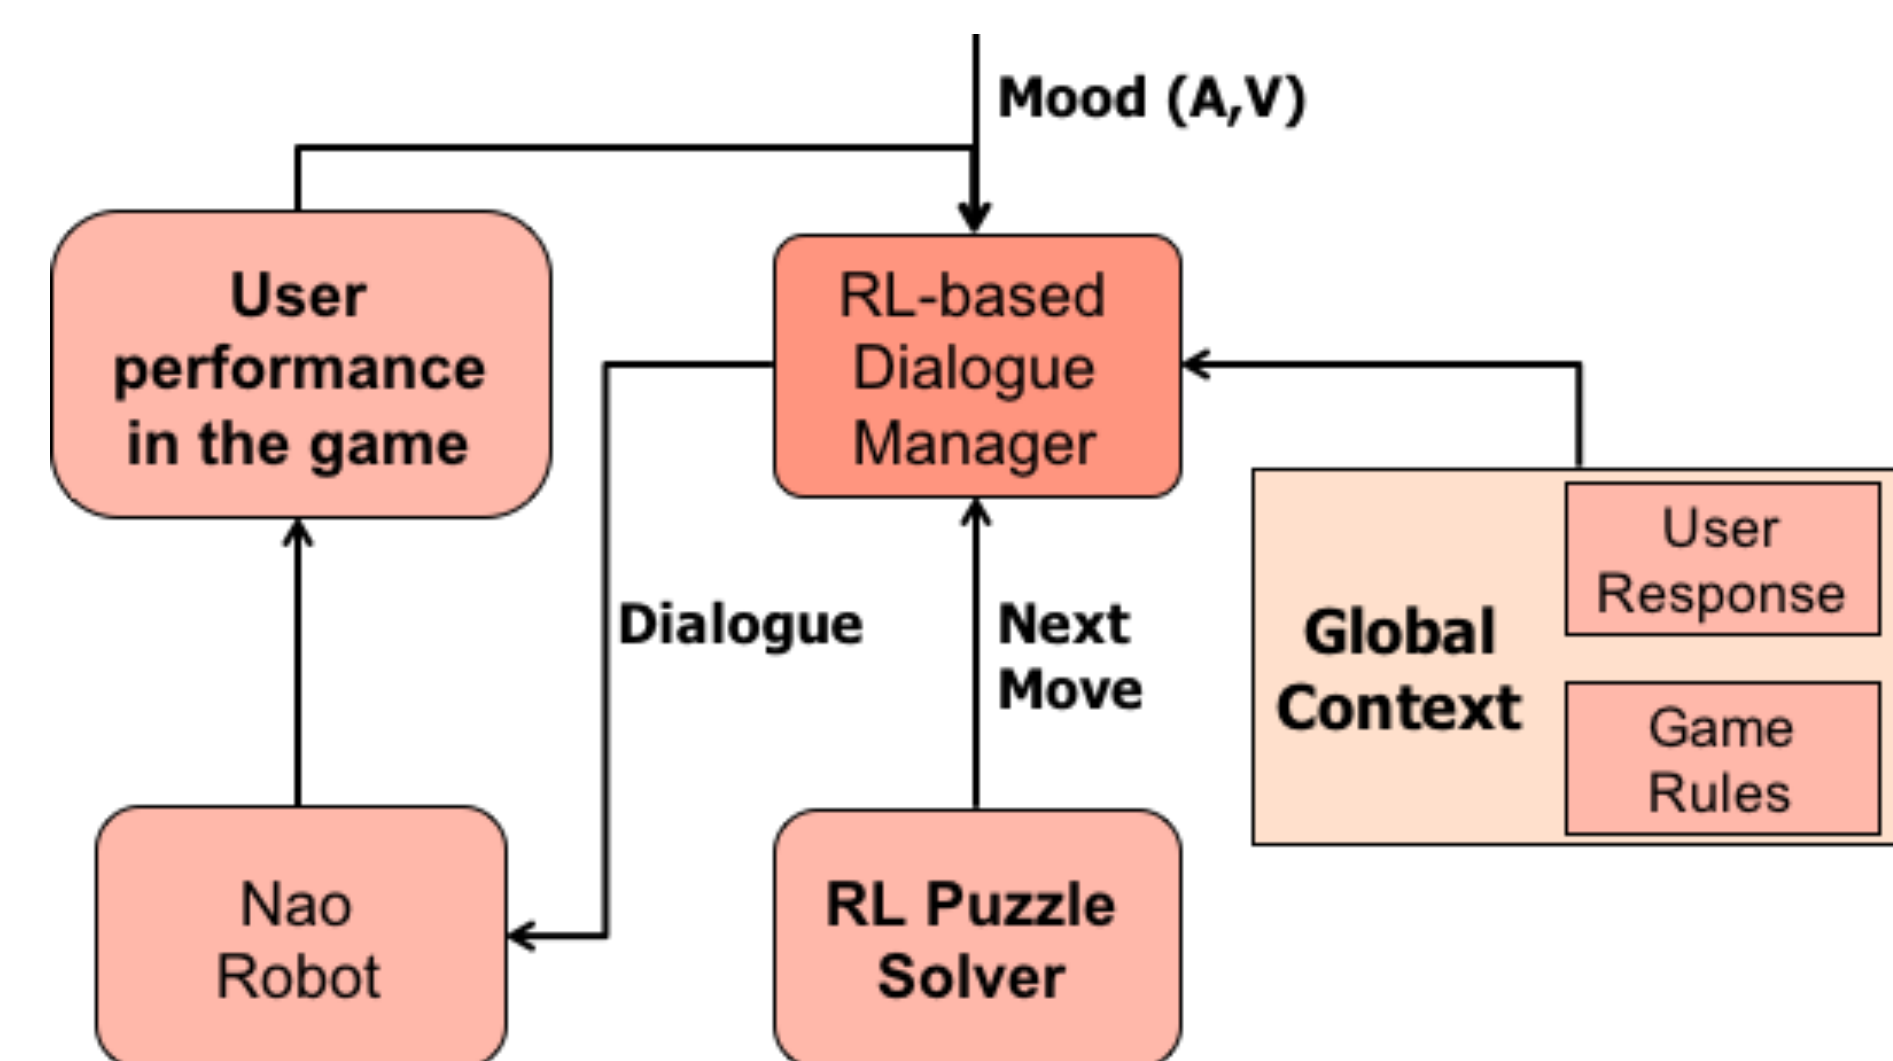 Mood (A,V)
User
performance
in the game
RL-based
Dialogue
Manager
User
Response
Global
Context
Game
Rules
Dialogue
Next
Move
Nao
Robot
RL Puzzle
Solver